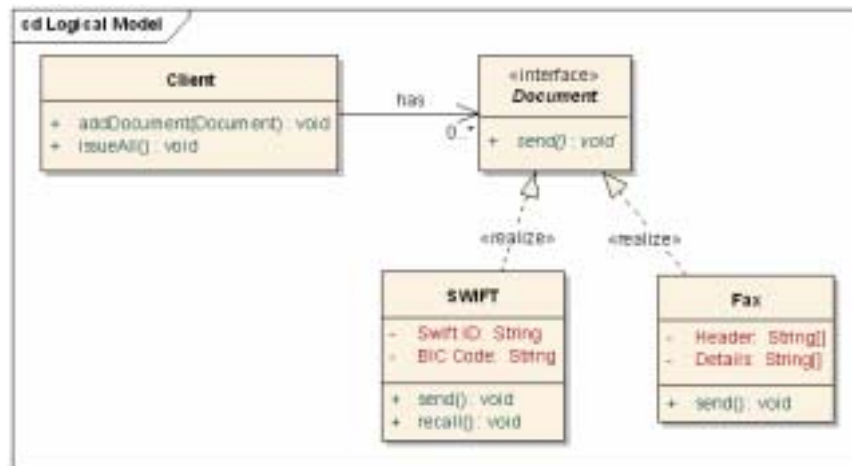 cd Logical Model
Client
+ addDocument(Document) : void
+ issueAll() : void
has
0..*
«interface»
Document
+ send() : void
«realize»
«realize»
SWIFT
- Swift ID: String
- BIC Code: String
+ send() : void
+ recall() : void
Fax
- Header: String[]
- Details: String[]
+ send() : void